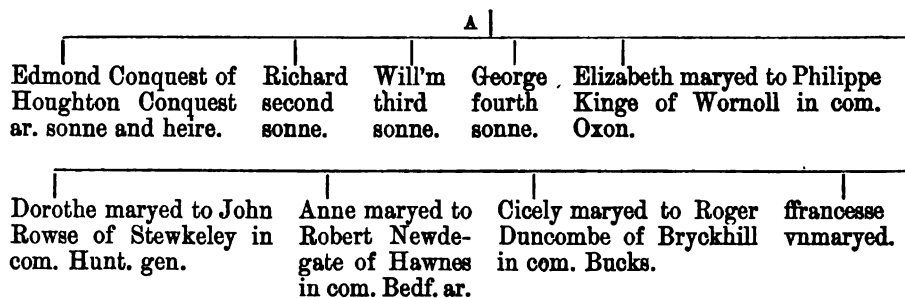 A
Edmond Conquest of
Houghton Conquest
ar. sonne and heire.
Richard
second
sonne.
Will'm
third
sonne.
George
fourth
sonne.
Elizabeth maryed to Philippe
Kinge of Wornoll in com.
Oxon.
Dorothe maryed to John
Rowse of Stewkeley in
com. Hunt. gen.
Anne maryed to
Robert Newde-
gate of Hawnes
in com. Bedf. ar.
Cicely maryed to Roger
Duncombe of Bryckhill
in com. Bucks.
ffrancesse
vnmaryed.